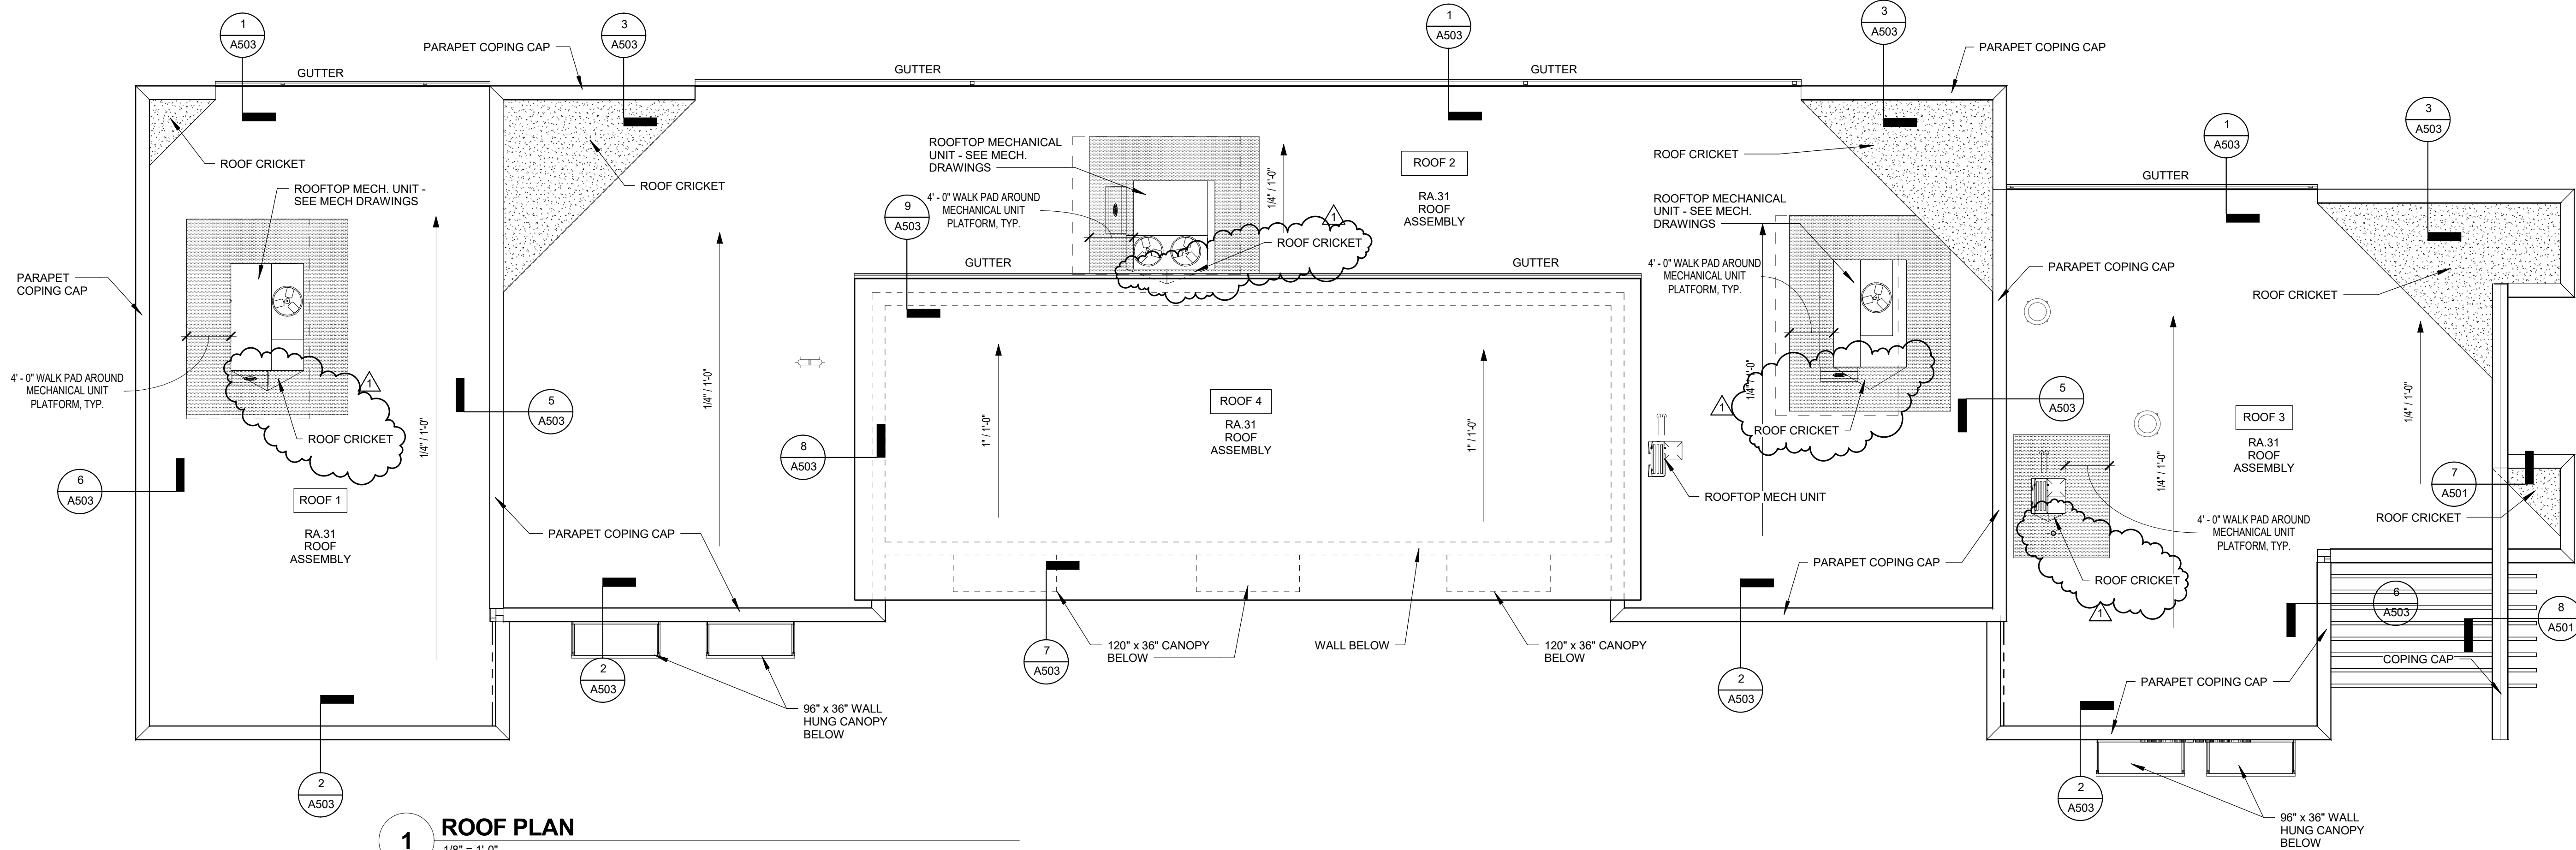 1
A503
3
A503
1
A503
3
A503
PARAPET COPING CAP
PARAPET COPING CAP
GUTTER
GUTTER
GUTTER
3
A503
1
A503
ROOF CRICKET
ROOF CRICKET
ROOFTOP MECHANICAL
UNIT - SEE MECH.
DRAWINGS
ROOF 2
RA.31
ROOF
ASSEMBLY
1/4" / 1'-0"
ROOF CRICKET
GUTTER
ROOFTOP MECH. UNIT -
SEE MECH DRAWINGS
4' - 0" WALK PAD AROUND
MECHANICAL UNIT
PLATFORM, TYP.
9
A503
1
ROOF CRICKET
ROOFTOP MECHANICAL
UNIT - SEE MECH.
DRAWINGS
GUTTER
GUTTER
4' - 0" WALK PAD AROUND
MECHANICAL UNIT
PLATFORM, TYP.
PARAPET COPING CAP
ROOF CRICKET
PARAPET
COPING CAP
4' - 0" WALK PAD AROUND
MECHANICAL UNIT
PLATFORM, TYP.
1
ROOF CRICKET
1/4" / 1'-0"
5
A503
1/4" / 1'-0"
8
A503
1" / 1'-0"
ROOF 4
RA.31
ROOF
ASSEMBLY
1" / 1'-0"
1/4" / 1'-0"
1
ROOF CRICKET
5
A503
ROOF 3
RA.31
ROOF
ASSEMBLY
1/4" / 1'-0"
1/4" / 1'-0"
6
A503
ROOF 1
RA.31
ROOF
ASSEMBLY
ROOFTOP MECH UNIT
7
A501
ROOF CRICKET
4' - 0" WALK PAD AROUND
MECHANICAL UNIT
PLATFORM, TYP.
PARAPET COPING CAP
PARAPET COPING CAP
ROOF CRICKET
1
6
A503
8
A501
COPING CAP
PARAPET COPING CAP
2
A503
7
A503
120" x 36" CANOPY
BELOW
WALL BELOW
120" x 36" CANOPY
BELOW
2
A503
96" x 36" WALL
HUNG CANOPY
BELOW
2
A503
2
A503
96" x 36" WALL
HUNG CANOPY
BELOW
1
ROOF PLAN
1/8" = 1'-0"